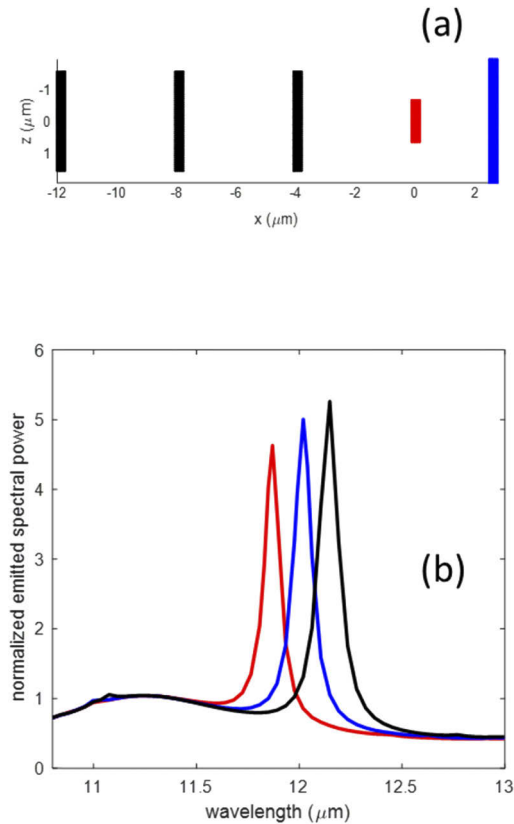 (a)
z (μm)
-1
0
1
-12 -10 -8 -6 -4 -2 0 2
x (μm)
normalized emitted spectral power
6
5
4
3
2
1
0
(b)
11 11.5 12 12.5 13
wavelength (μm)